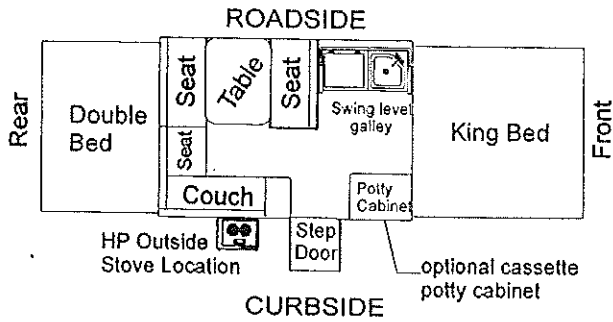 ROADSIDE
Rear
Double
Bed
Seat
Table
Seat
Seat
Couch
Swing level
galley
King Bed
Front
Potty
Cabinet
HP Outside
Stove Location
Step
Door
optional cassette
potty cabinet
CURBSIDE